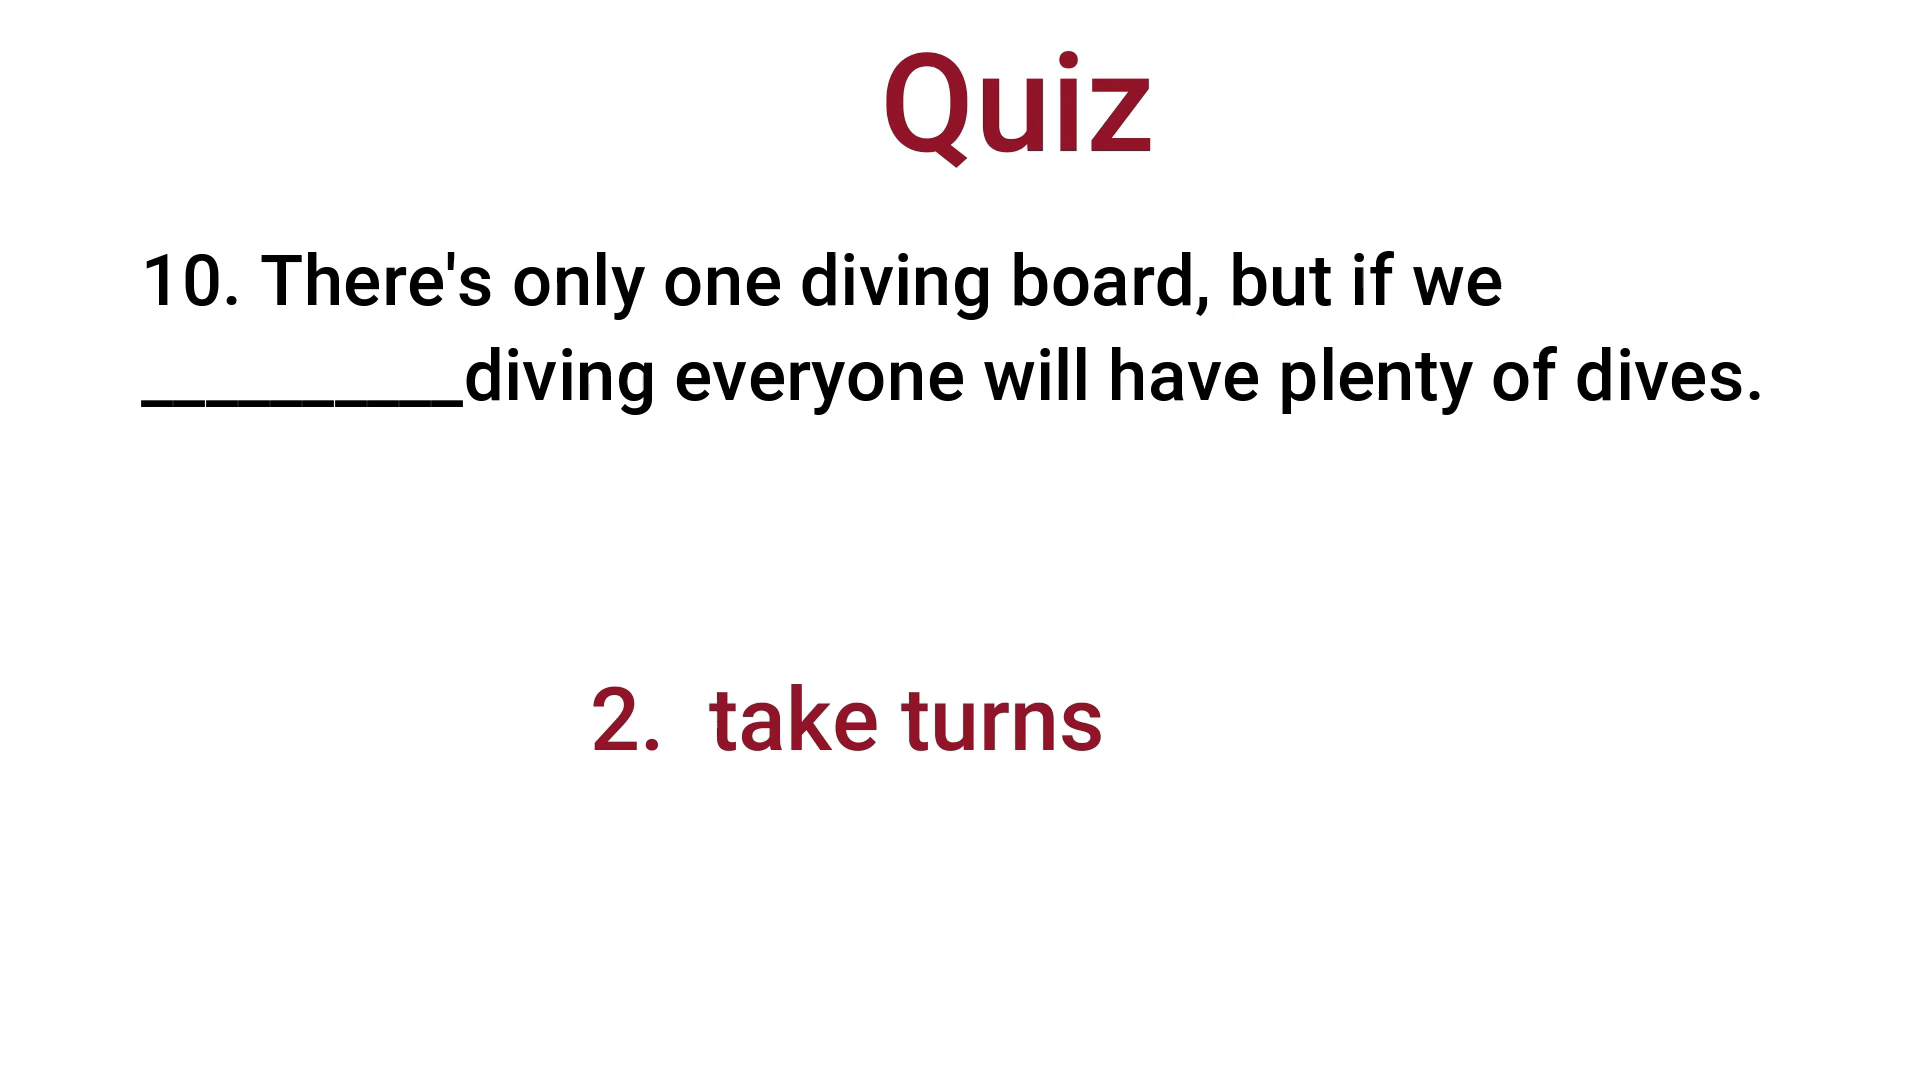 Quiz
10. There's only one diving board, but if we
__________diving everyone will have plenty of dives.
2. take turns